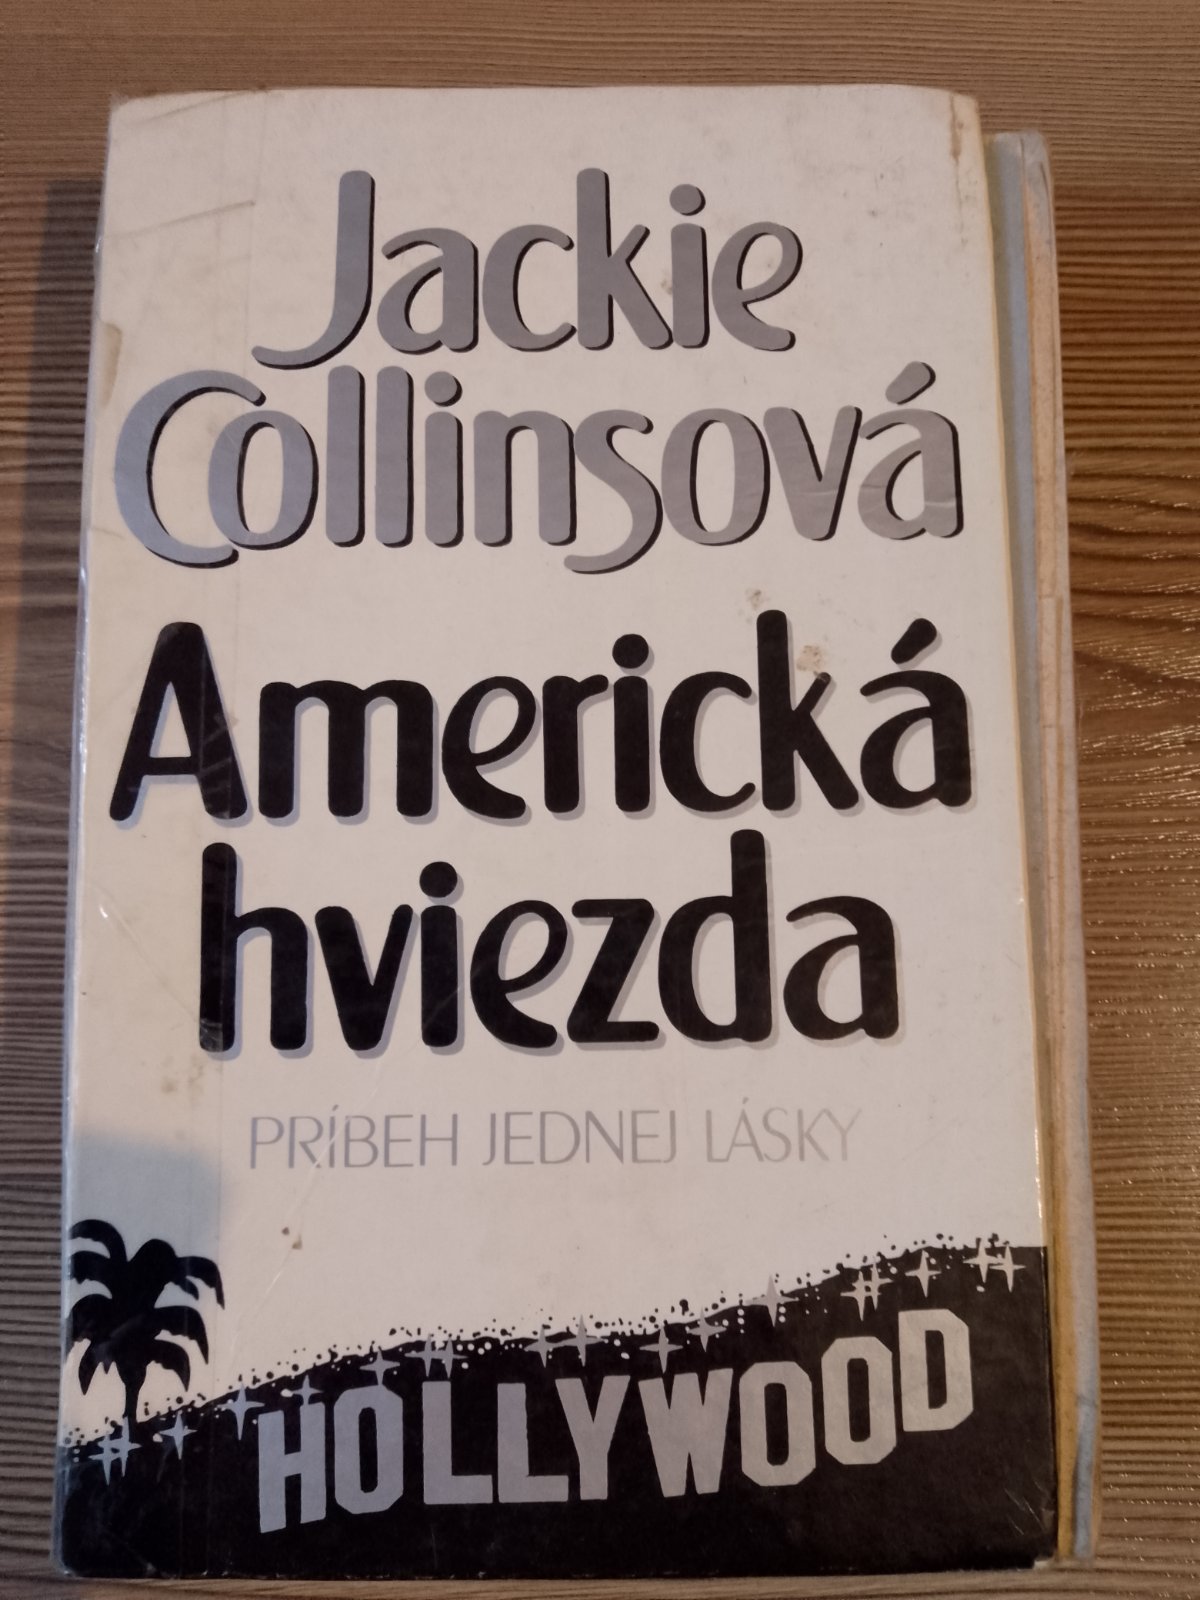 Jackie
Collinsová
Americká
hviezda
PRÍBEH JEDNEJ LÁSKY
HOLLYWOOD